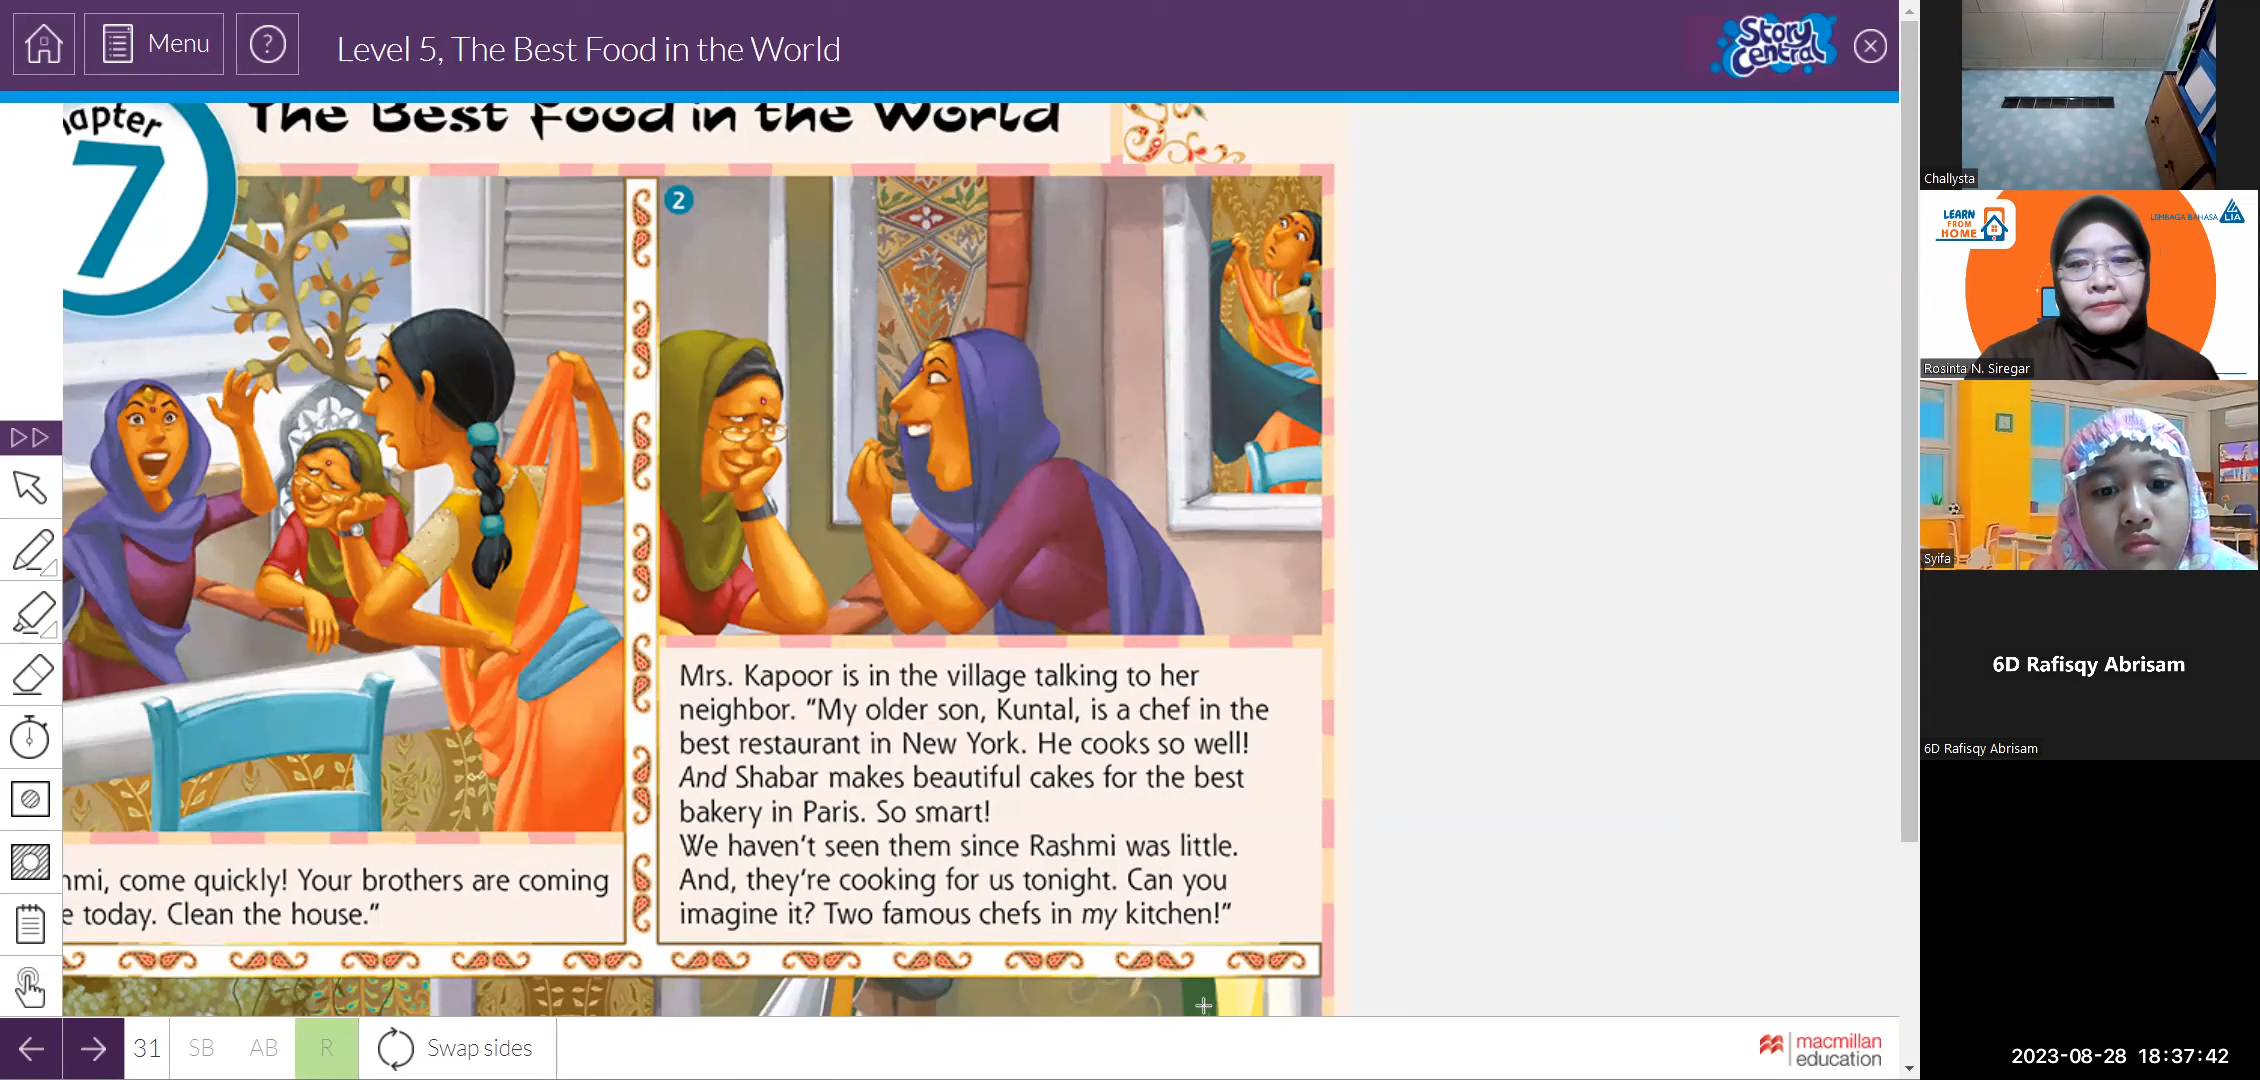 Menu
?
Level 5, The Best Food in the World
Story Central
apter
7
The Best Food in the World
2
mi, come quickly! Your brothers are coming
e today. Clean the house.”
Mrs. Kapoor is in the village talking to her
neighbor. “My older son, Kuntal, is a chef in the
best restaurant in New York. He cooks so well!
And Shabar makes beautiful cakes for the best
bakery in Paris. So smart!
We haven’t seen them since Rashmi was little.
And, they’re cooking for us tonight. Can you
imagine it? Two famous chefs in my kitchen!”
31
SB
AB
R
Swap sides
macmillan
education
Challysta
LEARN
FROM
HOME
LEMBAGA BAHASA
LIA
Rosinta N. Siregar
Syifa
6D Rafisqy Abrisam
6D Rafisqy Abrisam
2023-08-28 18:37:42